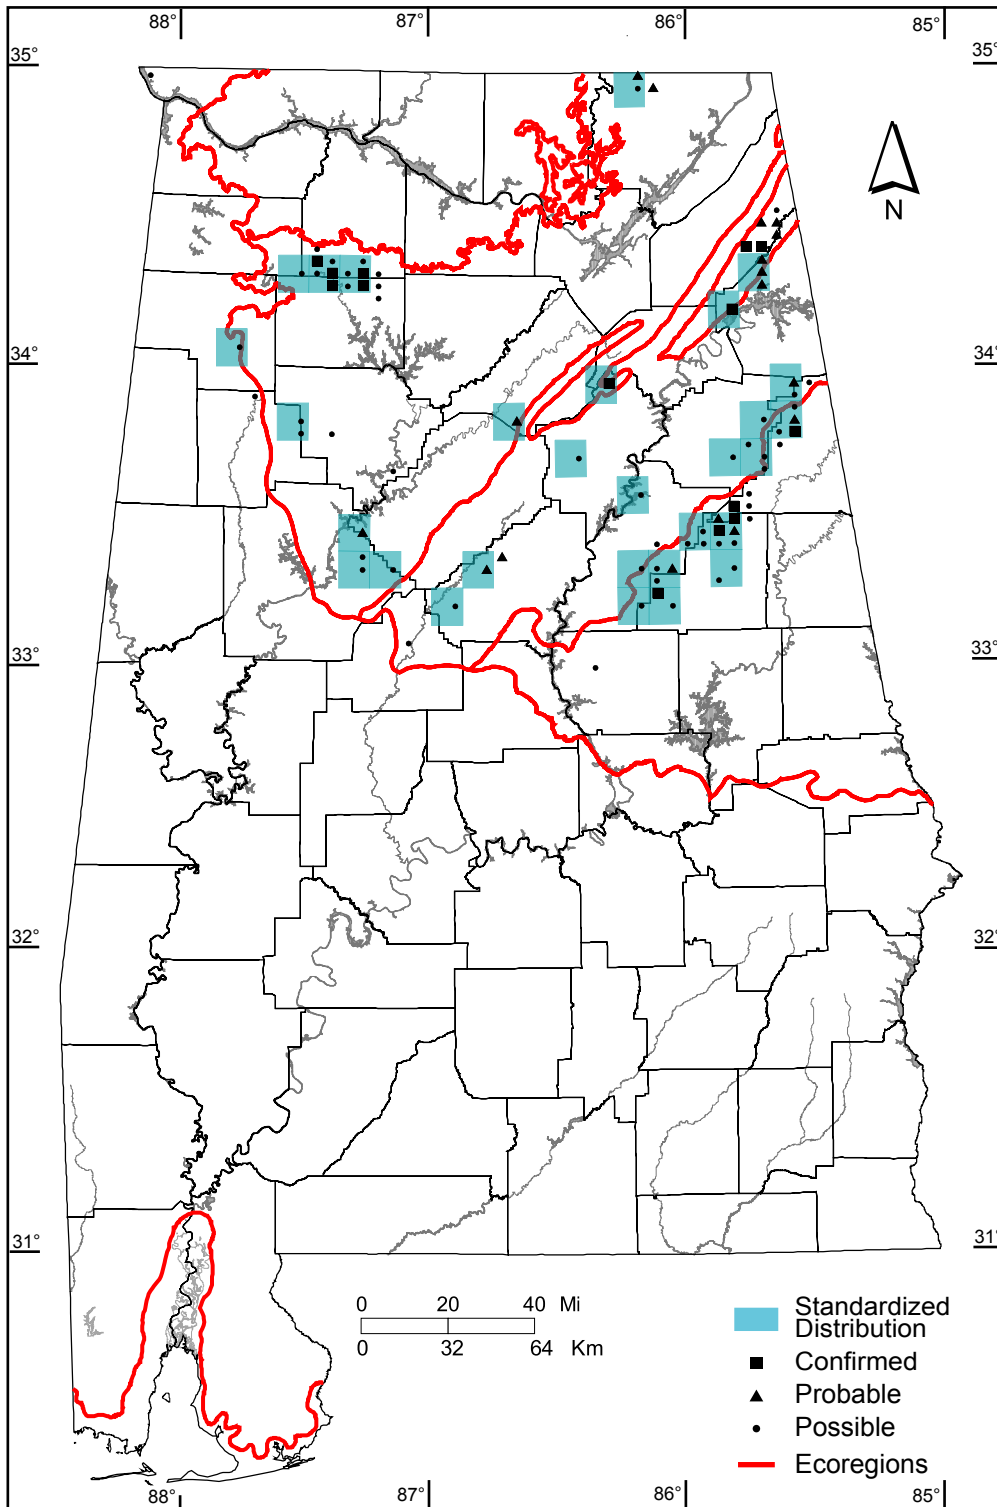 88° 87° 86° 85°
35° 35°
N
34° 34°
33° 33°
32° 32°
31° 31°
0 20 40 Mi
0 32 64 Km
Standardized
Distribution
Confirmed
Probable
Possible
Ecoregions
88° 87° 86° 85°